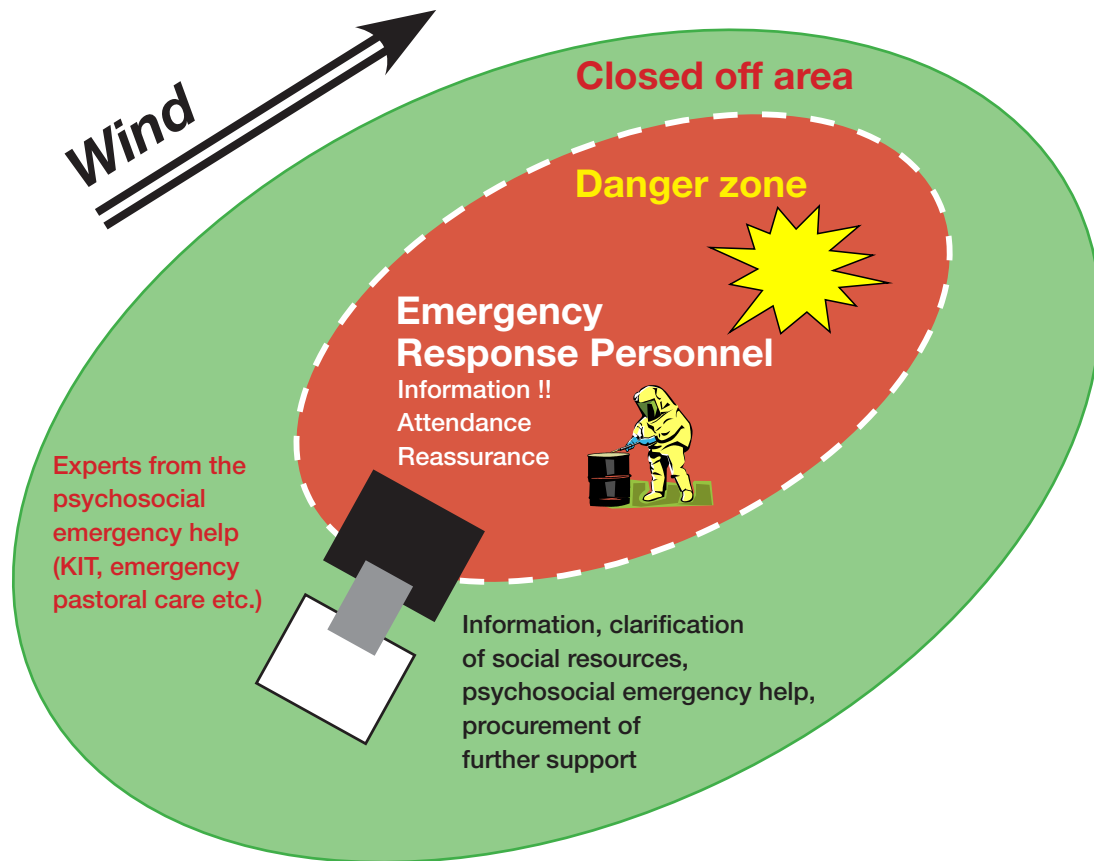 Wind
Closed off area
Danger zone
Emergency
Response Personnel
Information !!
Attendance
Reassurance
Experts from the
psychosocial
emergency help
(KIT, emergency
pastoral care etc.)
Information, clarification
of social resources,
psychosocial emergency help,
procurement of
further support